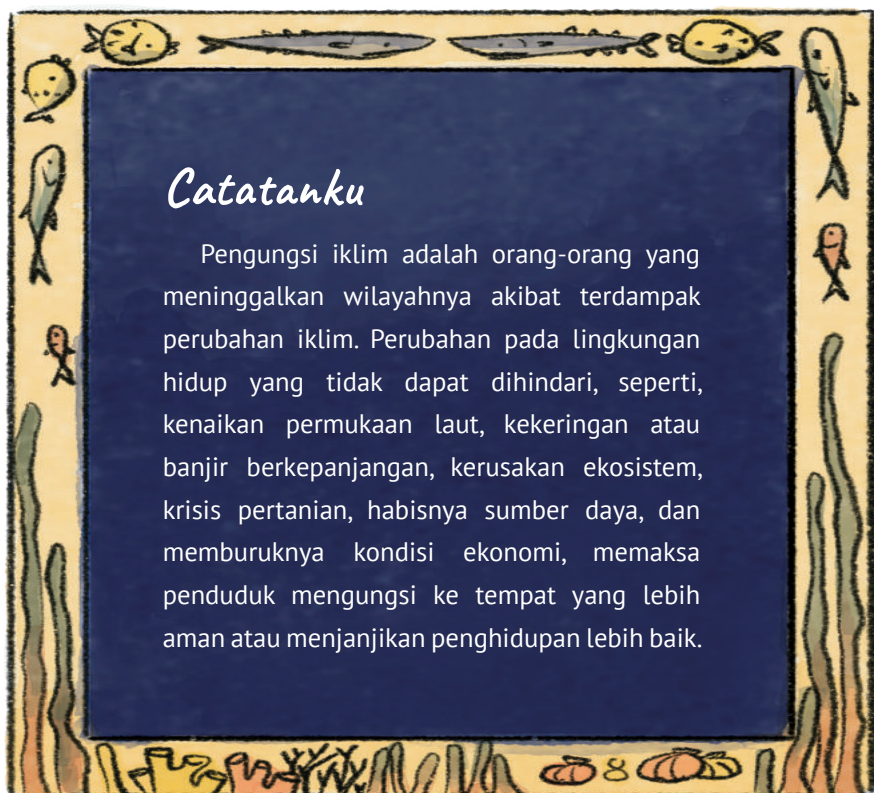 Catatanku
Pengungsi iklim adalah orang-orang yang
meninggalkan wilayahnya akibat terdampak
perubahan iklim. Perubahan pada lingkungan
hidup yang tidak dapat dihindari, seperti,
kenaikan permukaan laut, kekeringan atau
banjir berkepanjangan, kerusakan ekosistem,
krisis pertanian, habisnya sumber daya, dan
memburuknya kondisi ekonomi, memaksa
penduduk mengungsi ke tempat yang lebih
aman atau menjanjikan penghidupan lebih baik.